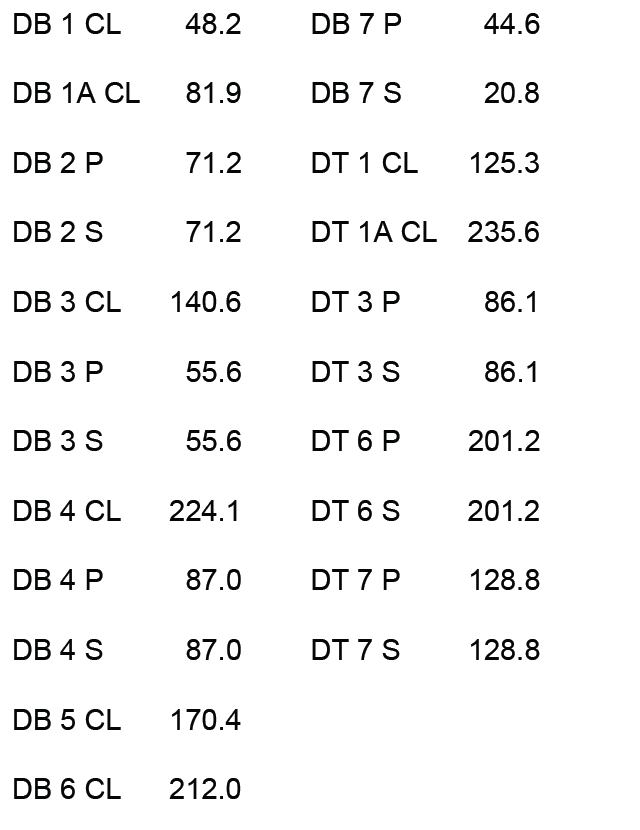 DB 1 CL 48.2
DB 1A CL 81.9
DB 2 P 71.2
DB 2 S 71.2
DB 3 CL 140.6
DB 3 P 55.6
DB 3 S 55.6
DB 4 CL 224.1
DB 4 P 87.0
DB 4 S 87.0
DB 5 CL 170.4
DB 6 CL 212.0
DB 7 P 44.6
DB 7 S 20.8
DT 1 CL 125.3
DT 1A CL 235.6
DT 3 P 86.1
DT 3 S 86.1
DT 6 P 201.2
DT 6 S 201.2
DT 7 P 128.8
DT 7 S 128.8